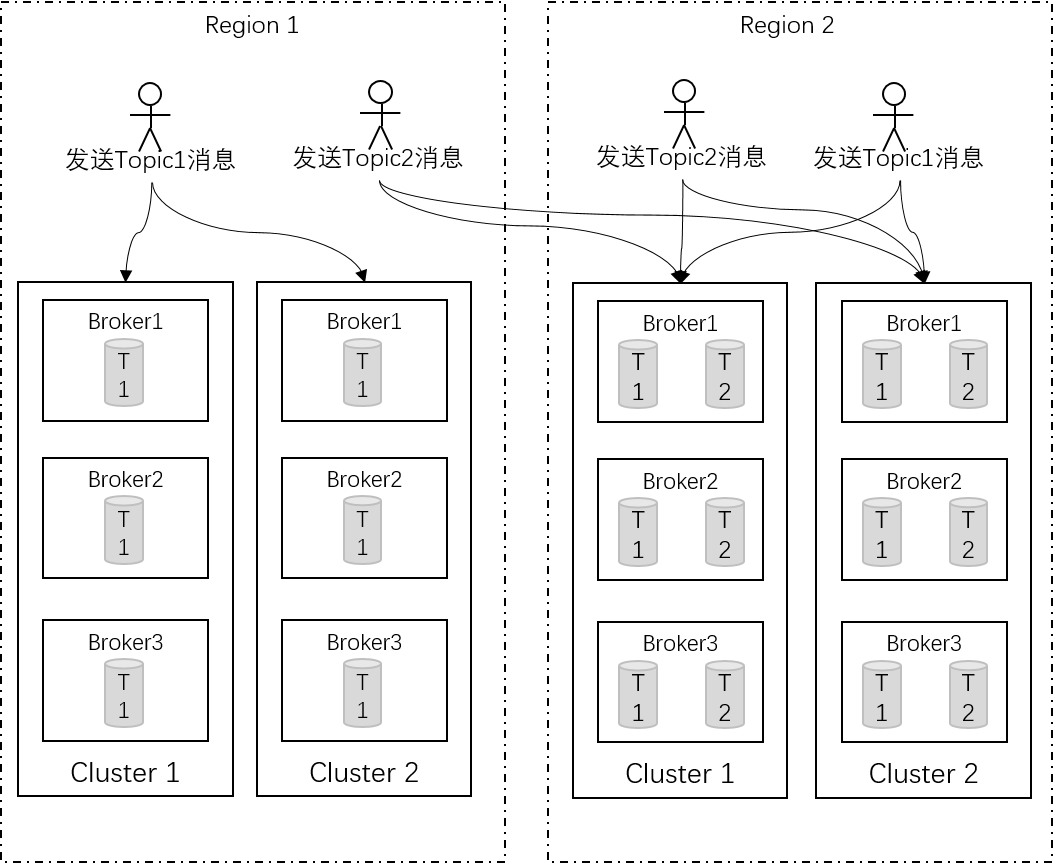 Region 1
Region 2
发送Topic1消息
发送Topic2消息
发送Topic2消息
发送Topic1消息
Broker1
T
1
Broker2
T
1
Broker3
T
1
Cluster 1
Broker1
T
1
Broker2
T
1
Broker3
T
1
Cluster 2
Broker1
T
1
T
2
Broker2
T
1
T
2
Broker3
T
1
T
2
Cluster 1
Broker1
T
1
T
2
Broker2
T
1
T
2
Broker3
T
1
T
2
Cluster 2